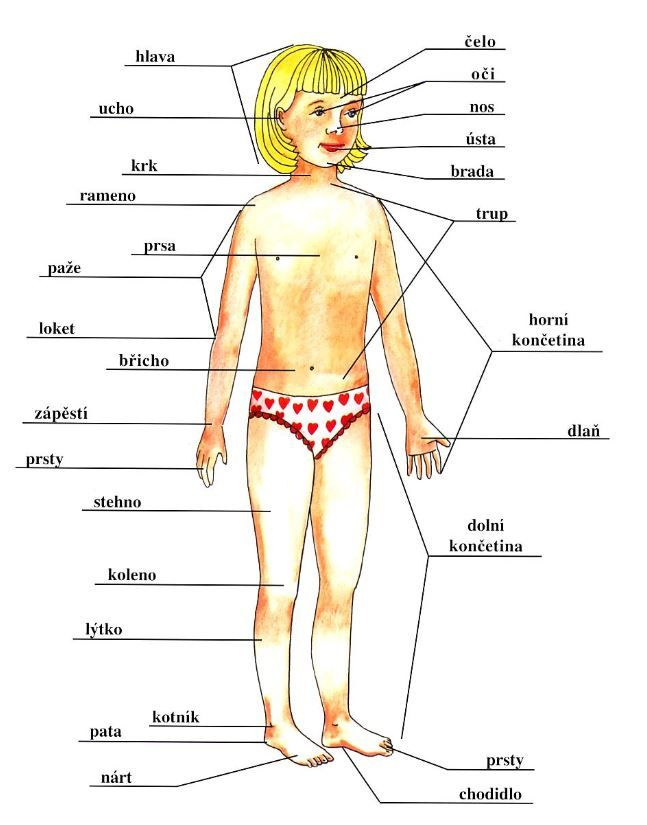 čelo
hlava
oči
ucho
nos
ústa
krk
brada
rameno
trup
prsa
paže
horní
končetina
loket
břicho
zápěstí
dlaň
prsty
stehno
dolní
končetina
koleno
lýtko
kotník
pata
prsty
nárt
chodidlo